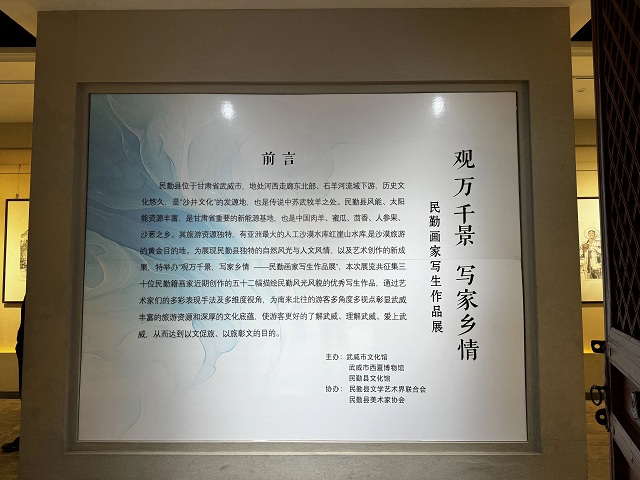 观万千景 写家乡情
民勤画家写生作品展
前言
民勤县位于甘肃省武威市，地处河西走廊东北部、石羊河流域下游，历史文
化悠久，是“沙井文化”的发源地，也是传说中苏武牧羊之处。民勤县风能、太阳
能资源丰富，是甘肃省重要的新能源基地，也是中国肉羊、蜜瓜、茴香、人参果、
沙葱之乡。其旅游资源独特，有亚洲最大的人工沙漠水库红崖山水库,是沙漠旅游
的黄金目的地。为展现民勤县独特的自然风光与人文风情，以及艺术创作的新成
果，特举办“观万千景，写家乡情 ——民勤画家写生作品展”，本次展览共征集三
十位民勤籍画家近期创作的五十二幅描绘民勤风光风貌的优秀写生作品，通过艺
术家们的多彩表现手法及多维度视角，为南来北往的游客多角度多视点彰显武威
丰富的旅游资源和深厚的文化底蕴，使游客更好的了解武威、理解武威、爱上武
威，从而达到以文促旅、以旅彰文的目的。
主办：武威市文化馆
武威市西夏博物馆
民勤县文化馆
协办：民勤县文学艺术界联合会
民勤县美术家协会